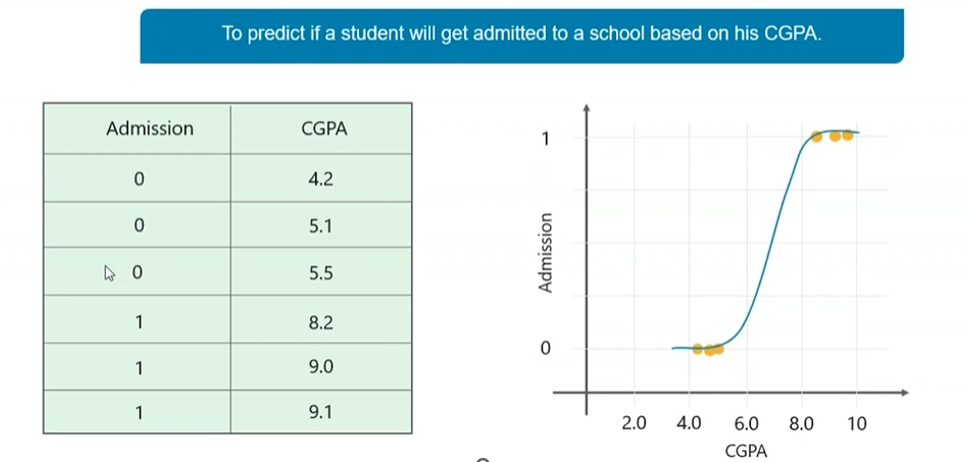 To predict if a student will get admitted to a school based on his CGPA.
Admission CGPA
0 4.2
0 5.1
0 5.5
1 8.2
1 9.0
1 9.1
1
Admission
0
2.0 4.0 6.0 8.0 10
CGPA